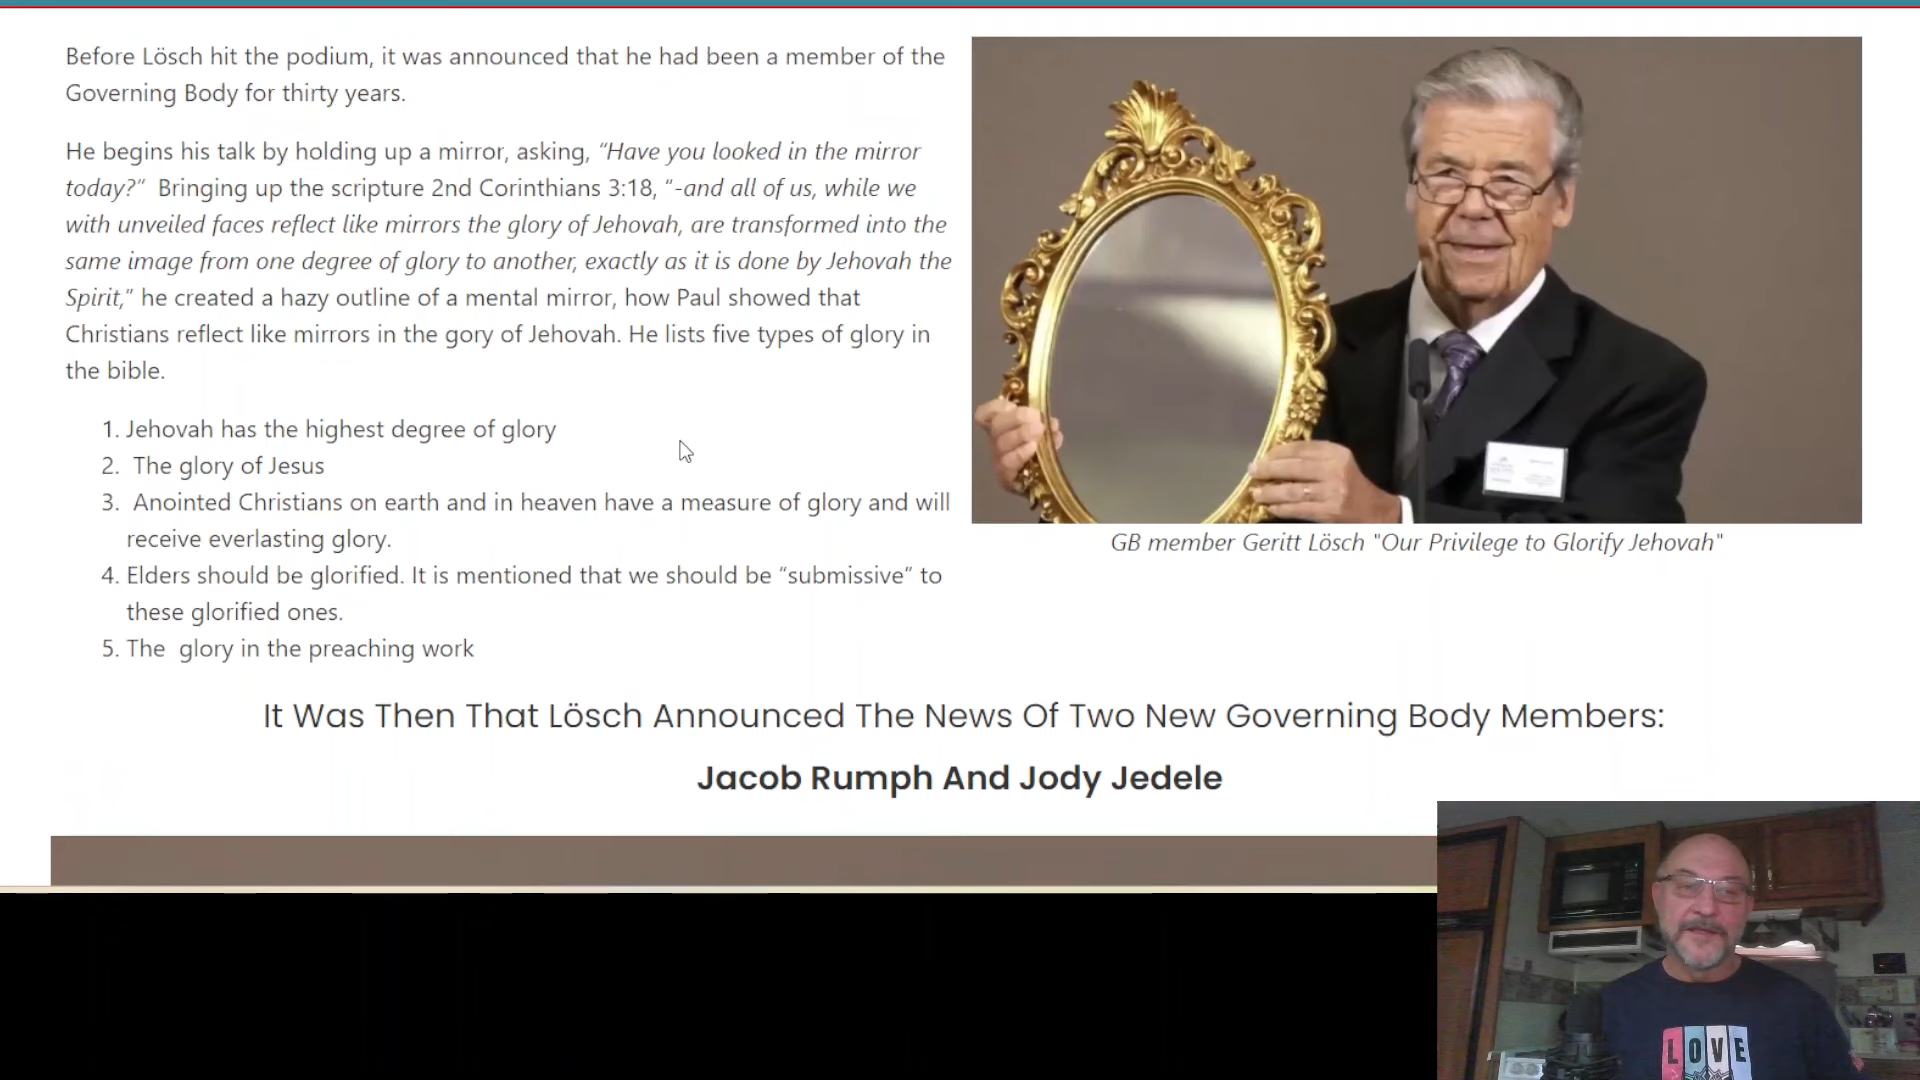 Before Lösch hit the podium, it was announced that he had been a member of the
Governing Body for thirty years.
He begins his talk by holding up a mirror, asking, “Have you looked in the mirror
today?”  Bringing up the scripture 2nd Corinthians 3:18, “-and all of us, while we
with unveiled faces reflect like mirrors the glory of Jehovah, are transformed into the
same image from one degree of glory to another, exactly as it is done by Jehovah the
Spirit,” he created a hazy outline of a mental mirror, how Paul showed that
Christians reflect like mirrors in the gory of Jehovah. He lists five types of glory in
the bible.
1. Jehovah has the highest degree of glory
2.  The glory of Jesus
3.  Anointed Christians on earth and in heaven have a measure of glory and will
receive everlasting glory.
4. Elders should be glorified. It is mentioned that we should be “submissive” to
these glorified ones.
5. The  glory in the preaching work
GB member Geritt Lösch "Our Privilege to Glorify Jehovah"
It Was Then That Lösch Announced The News Of Two New Governing Body Members:
Jacob Rumph And Jody Jedele
LOVE